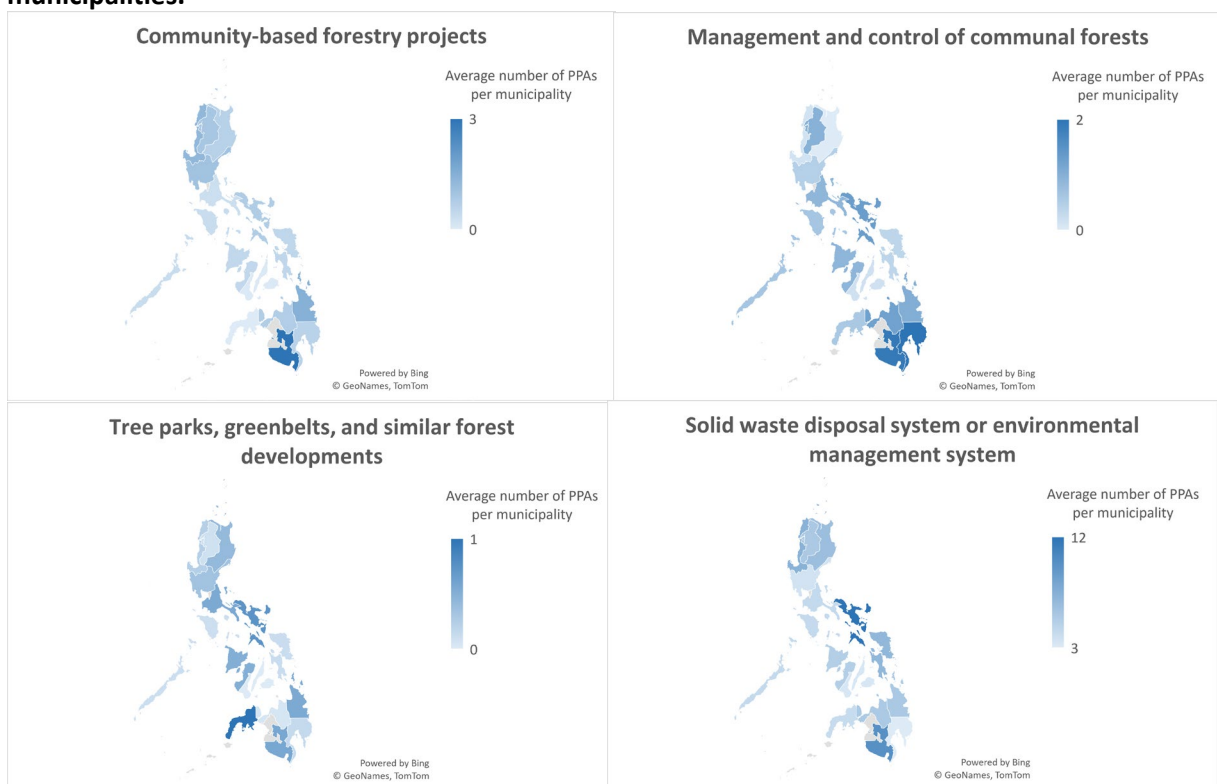 municipalities.
Community-based forestry projects
Average number of PPAs
per municipality
3
0
Powered by Bing
© GeoNames, TomTom
Management and control of communal forests
Average number of PPAs
per municipality
2
0
Powered by Bing
© GeoNames, TomTom
Tree parks, greenbelts, and similar forest
developments
Average number of PPAs
per municipality
1
0
Powered by Bing
© GeoNames, TomTom
Solid waste disposal system or environmental
management system
Average number of PPAs
per municipality
12
3
Powered by Bing
© GeoNames, TomTom